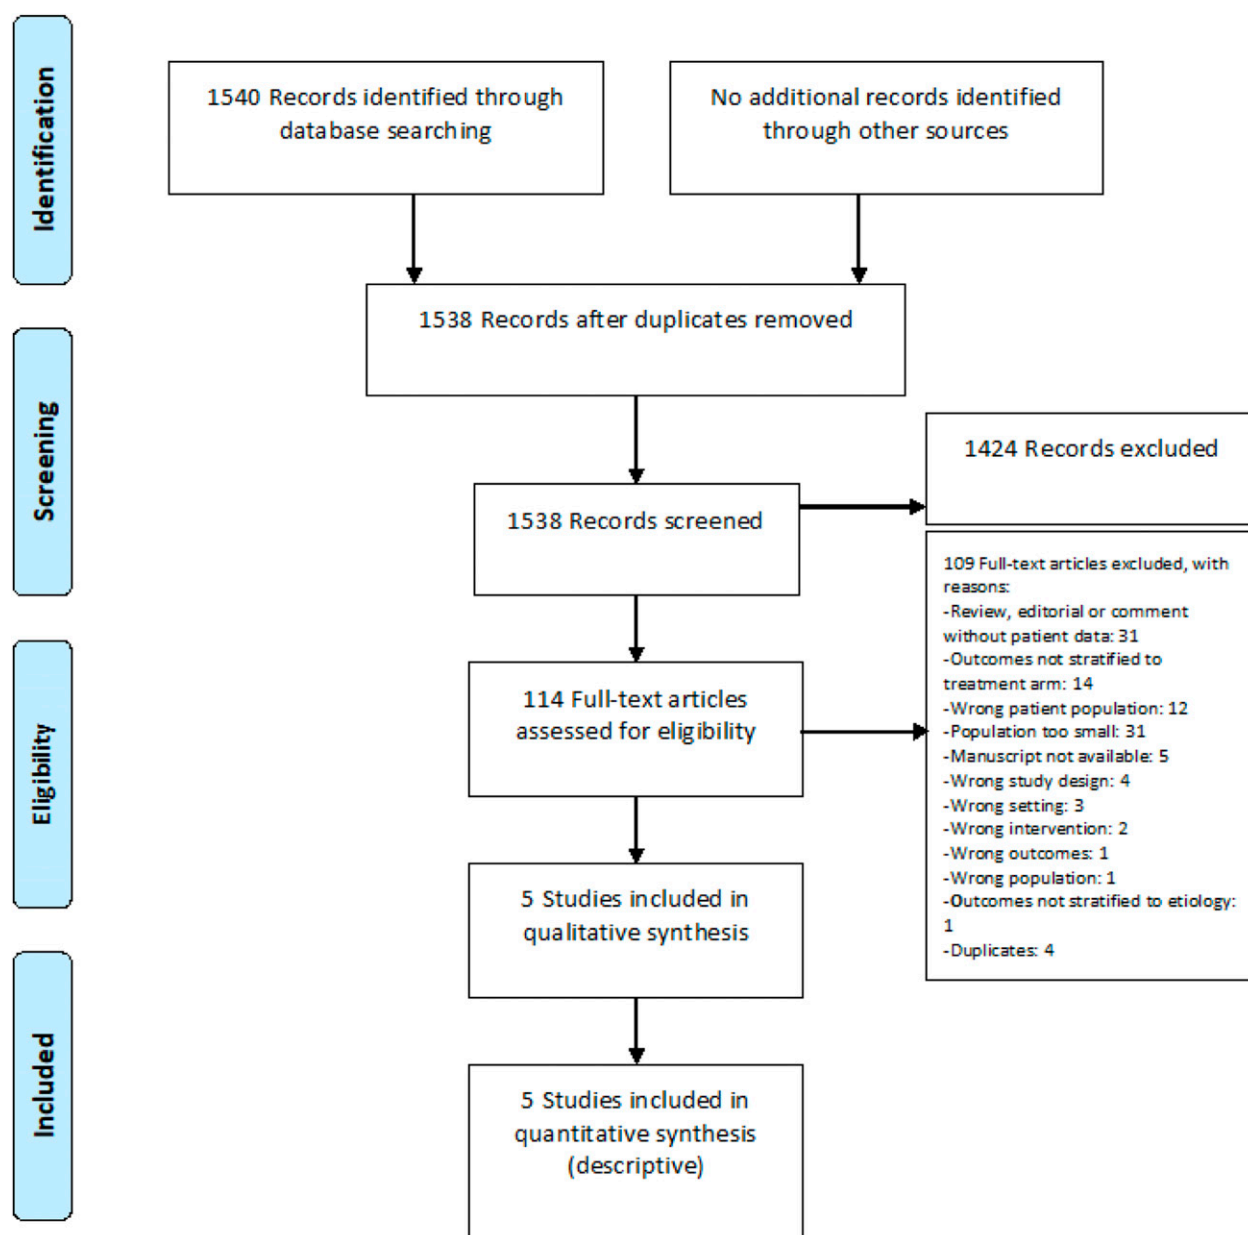 Identification
1540 Records identified through
database searching
No additional records identified
through other sources
1538 Records after duplicates removed
Screening
1538 Records screened
1424 Records excluded
Eligibility
114 Full-text articles
assessed for eligibility
109 Full-text articles excluded, with
reasons:
-Review, editorial or comment
without patient data: 31
-Outcomes not stratified to
treatment arm: 14
-Wrong patient population: 12
-Population too small: 31
-Manuscript not available: 5
-Wrong study design: 4
-Wrong setting: 3
-Wrong intervention: 2
-Wrong outcomes: 1
-Wrong population: 1
-Outcomes not stratified to etiology:
1
-Duplicates: 4
5 Studies included in
qualitative synthesis
Included
5 Studies included in
quantitative synthesis
(descriptive)